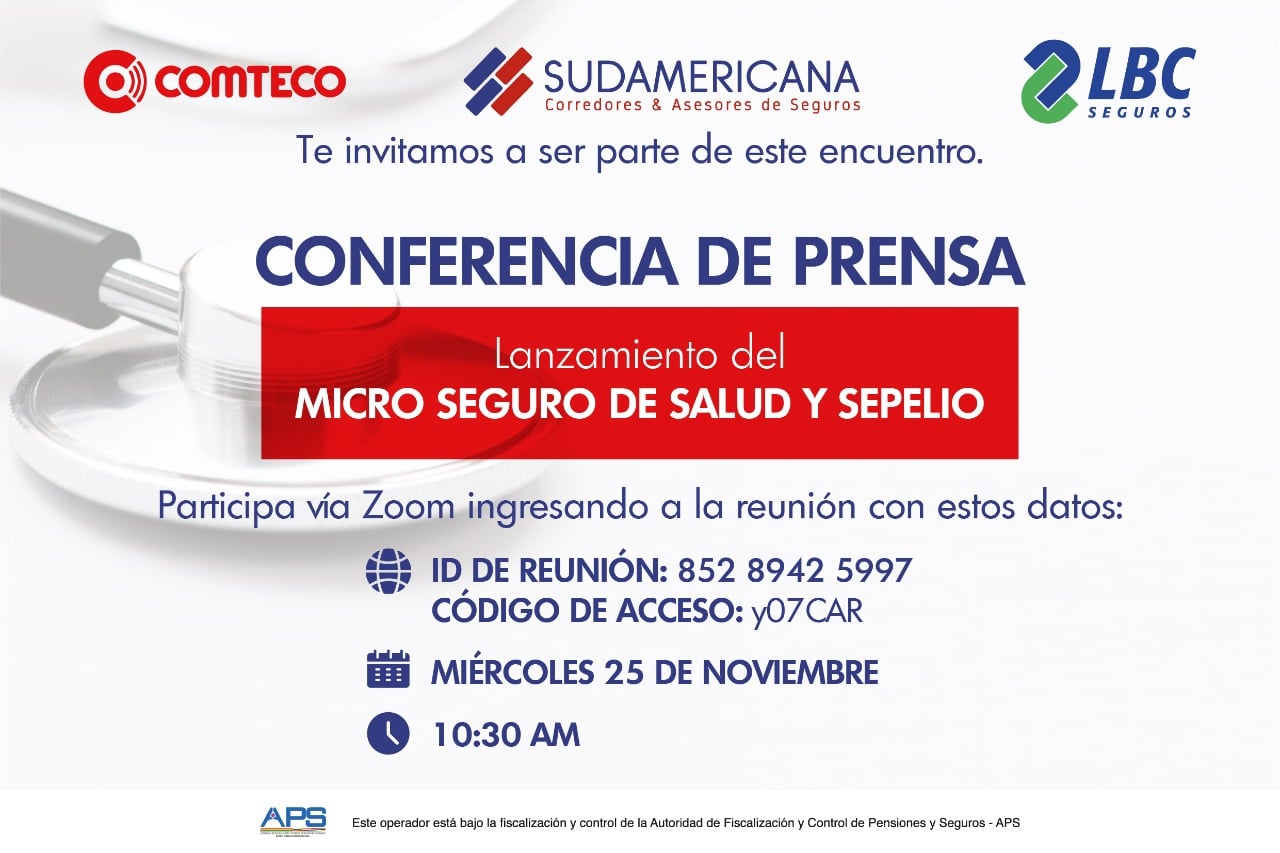 COMTECO
SUDAMERICANA
Corredores & Asesores de Seguros
LBC
SEGUROS
Te invitamos a ser parte de este encuentro.
CONFERENCIA DE PRENSA
Lanzamiento del
MICRO SEGURO DE SALUD Y SEPELIO
Participa vía Zoom ingresando a la reunión con estos datos:
ID DE REUNIÓN: 852 8942 5997
CÓDIGO DE ACCESO: y07CAR
MIÉRCOLES 25 DE NOVIEMBRE
10:30 AM
APS
Este operador está bajo la fiscalización y control de la Autoridad de Fiscalización y Control de Pensiones y Seguros - APS